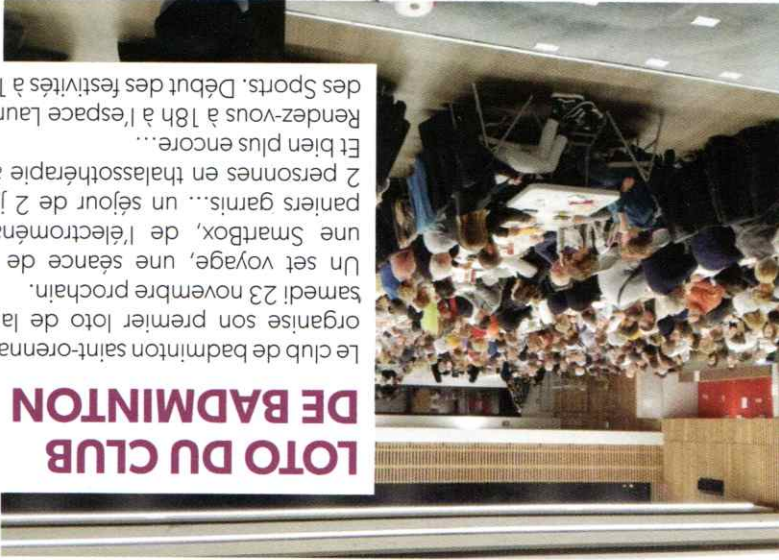 LOTO DU CLUB
DE BADMINTON
Le club de badminton saint-orenna
organise son premier loto de la
samedi 23 novembre prochain.
Un set voyage, une séance de
une SmartBox, de l'électroména
paniers garnis... un séjour de 2 j
2 personnes en thalassothérapie a
Et bien plus encore...
Rendez-vous à 18h à l'espace Laur
des Sports. Début des festivités à 1